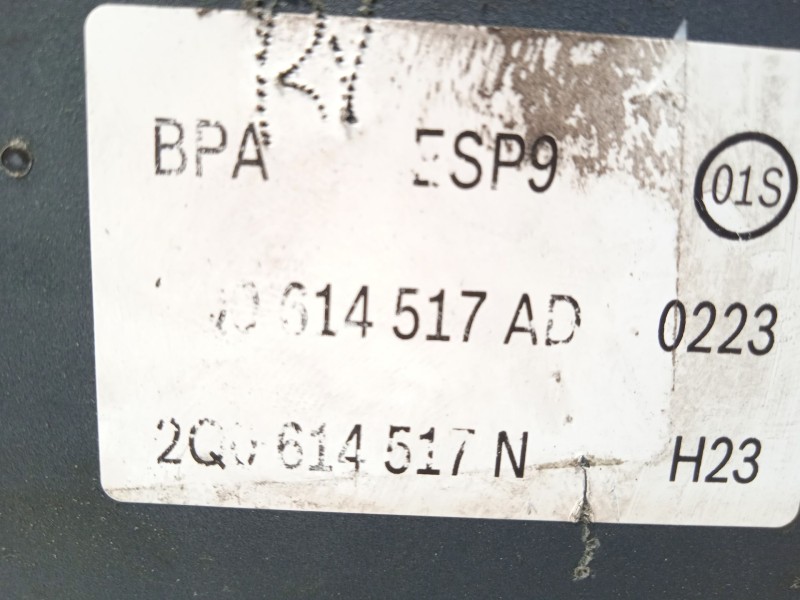 BPA ESP9 01S
614 517 AD 0223
2Q0 614 517 N H23